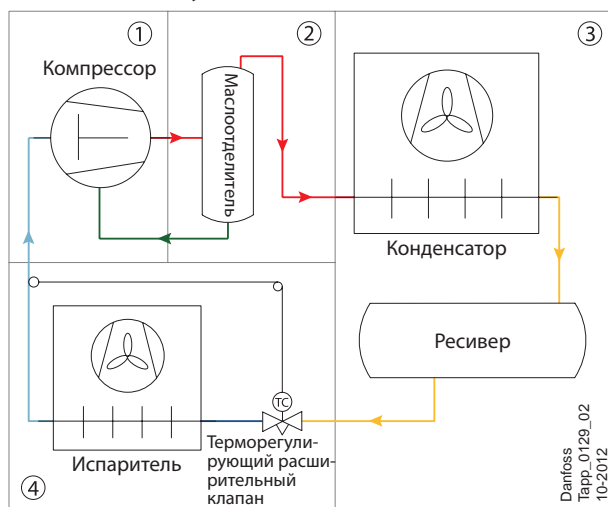 ①
②
③
Компрессор
Маслоотделитель
Конденсатор
Ресивер
TC
Терморегули-
рующий расши-
рительный
клапан
Испаритель
④
Danfoss
Tapp_0129_02
10-2012